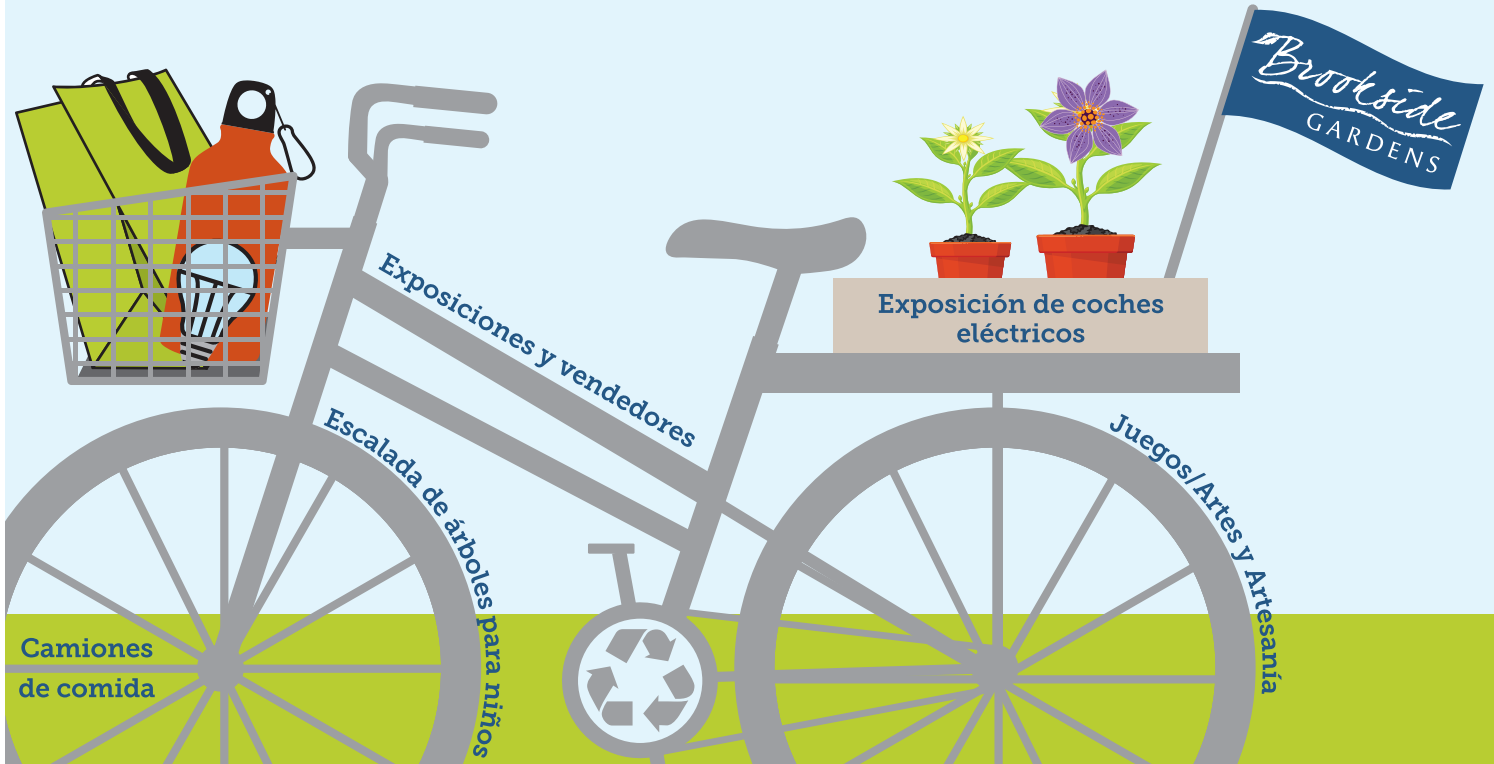 Brookside
GARDENS
Exposiciones y vendedores
Exposición de coches
eléctricos
Escalada de árboles para niños
Juegos/Artes y Artesanía
Camiones
de comida